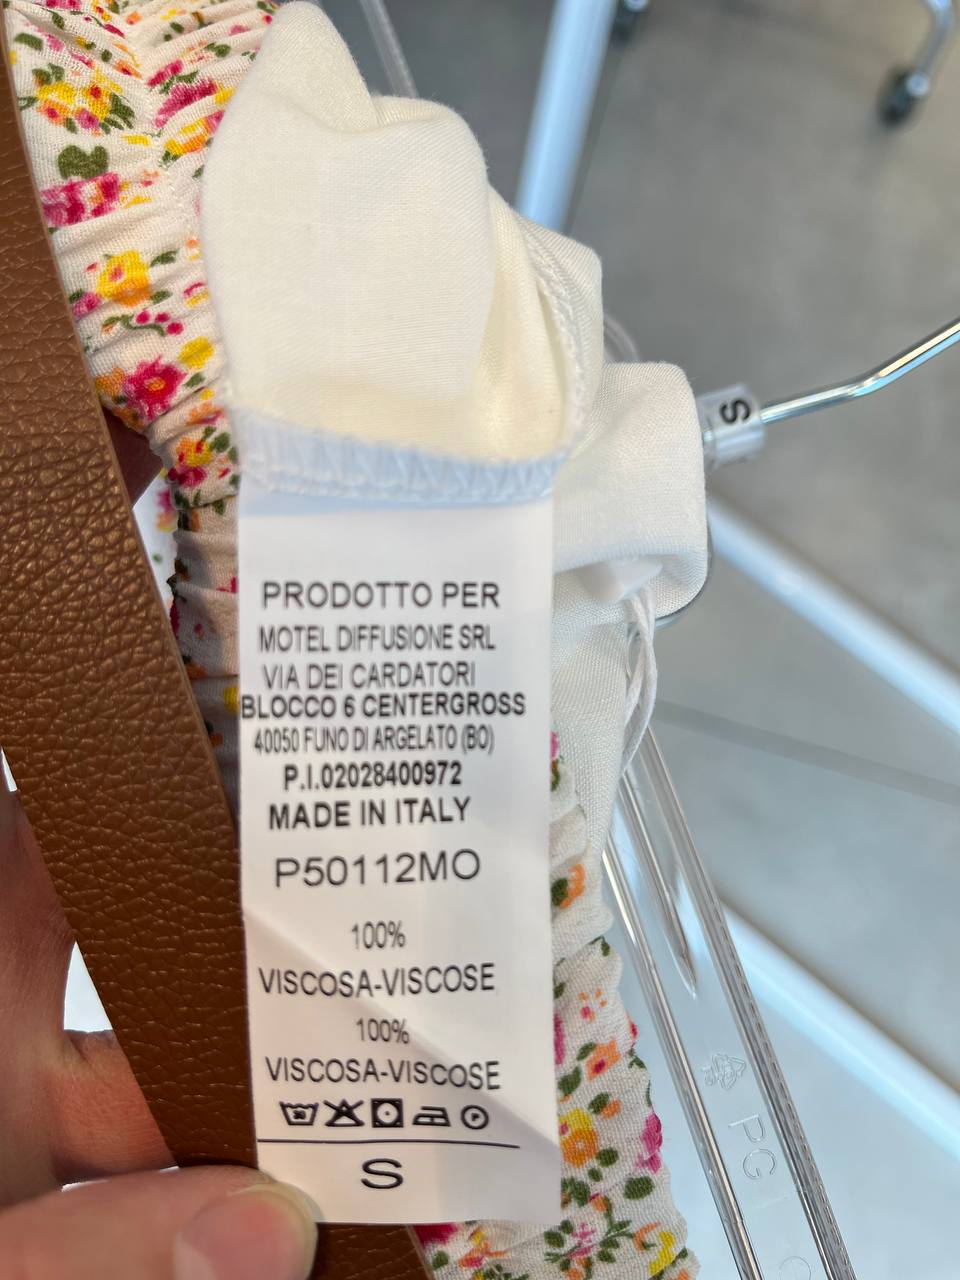 PRODOTTO PER
MOTEL DIFFUSIONE SRL
VIA DEI CARDATORI
BLOCCO 6 CENTERGROSS
40050 FUNO DI ARGELATO (BO)
P.I.02028400972
MADE IN ITALY
P50112MO
100%
VISCOSA-VISCOSE
100%
VISCOSA-VISCOSE
P
S
S
PG